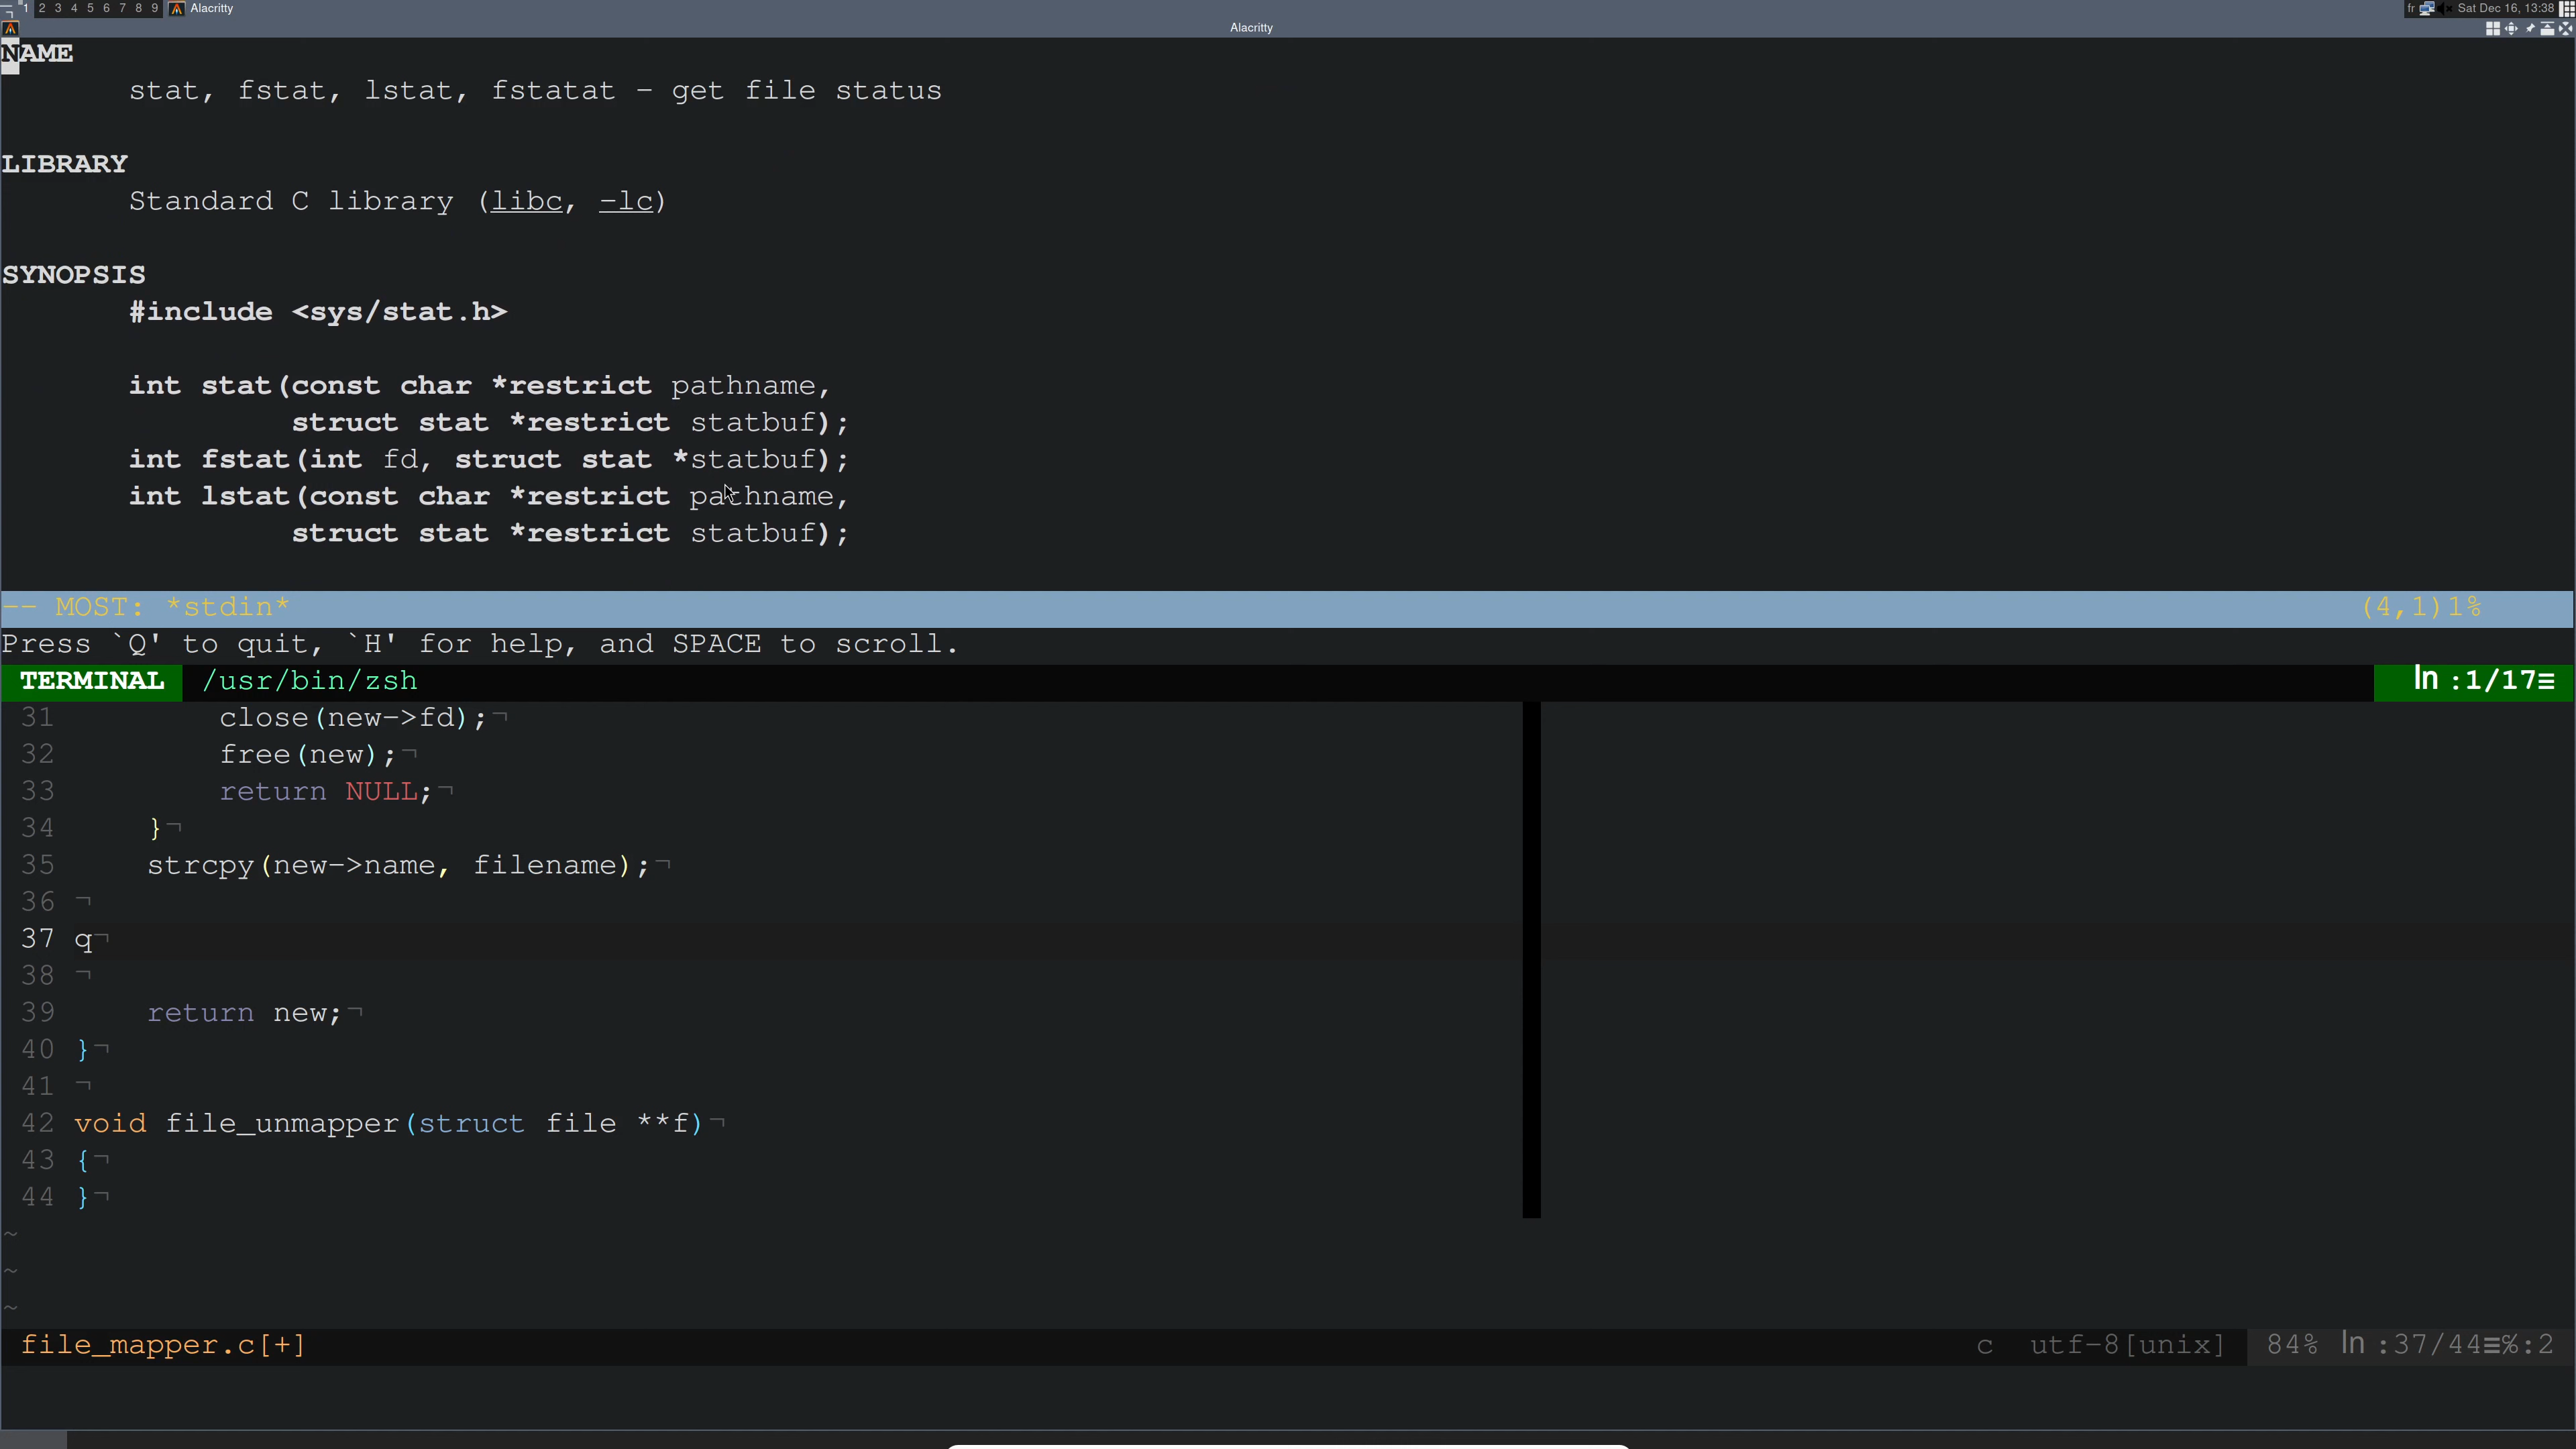 1 2 3 4 5 6 7 8 9 Alacritty fr Sat Dec 16, 13:38
Alacritty
NAME
stat, fstat, lstat, fstatat - get file status
LIBRARY
Standard C library (libc, -lc)
SYNOPSIS
#include <sys/stat.h>
int stat(const char *restrict pathname,
struct stat *restrict statbuf);
int fstat(int fd, struct stat *statbuf);
int lstat(const char *restrict pathname,
struct stat *restrict statbuf);
-- MOST: *stdin* (4,1)1%
Press `Q' to quit, `H' for help, and SPACE to scroll.
TERMINAL /usr/bin/zsh ln :1/17≡
31 close(new->fd);¬
32 free(new);¬
33 return NULL;¬
34 }¬
35 strcpy(new->name, filename);¬
36 ¬
37 q¬
38 ¬
39 return new;¬
40 }¬
41 ¬
42 void file_unmapper(struct file **f)¬
43 {¬
44 }¬
~
~
~
file_mapper.c[+] c utf-8[unix] 84% ln :37/44≡℅:2